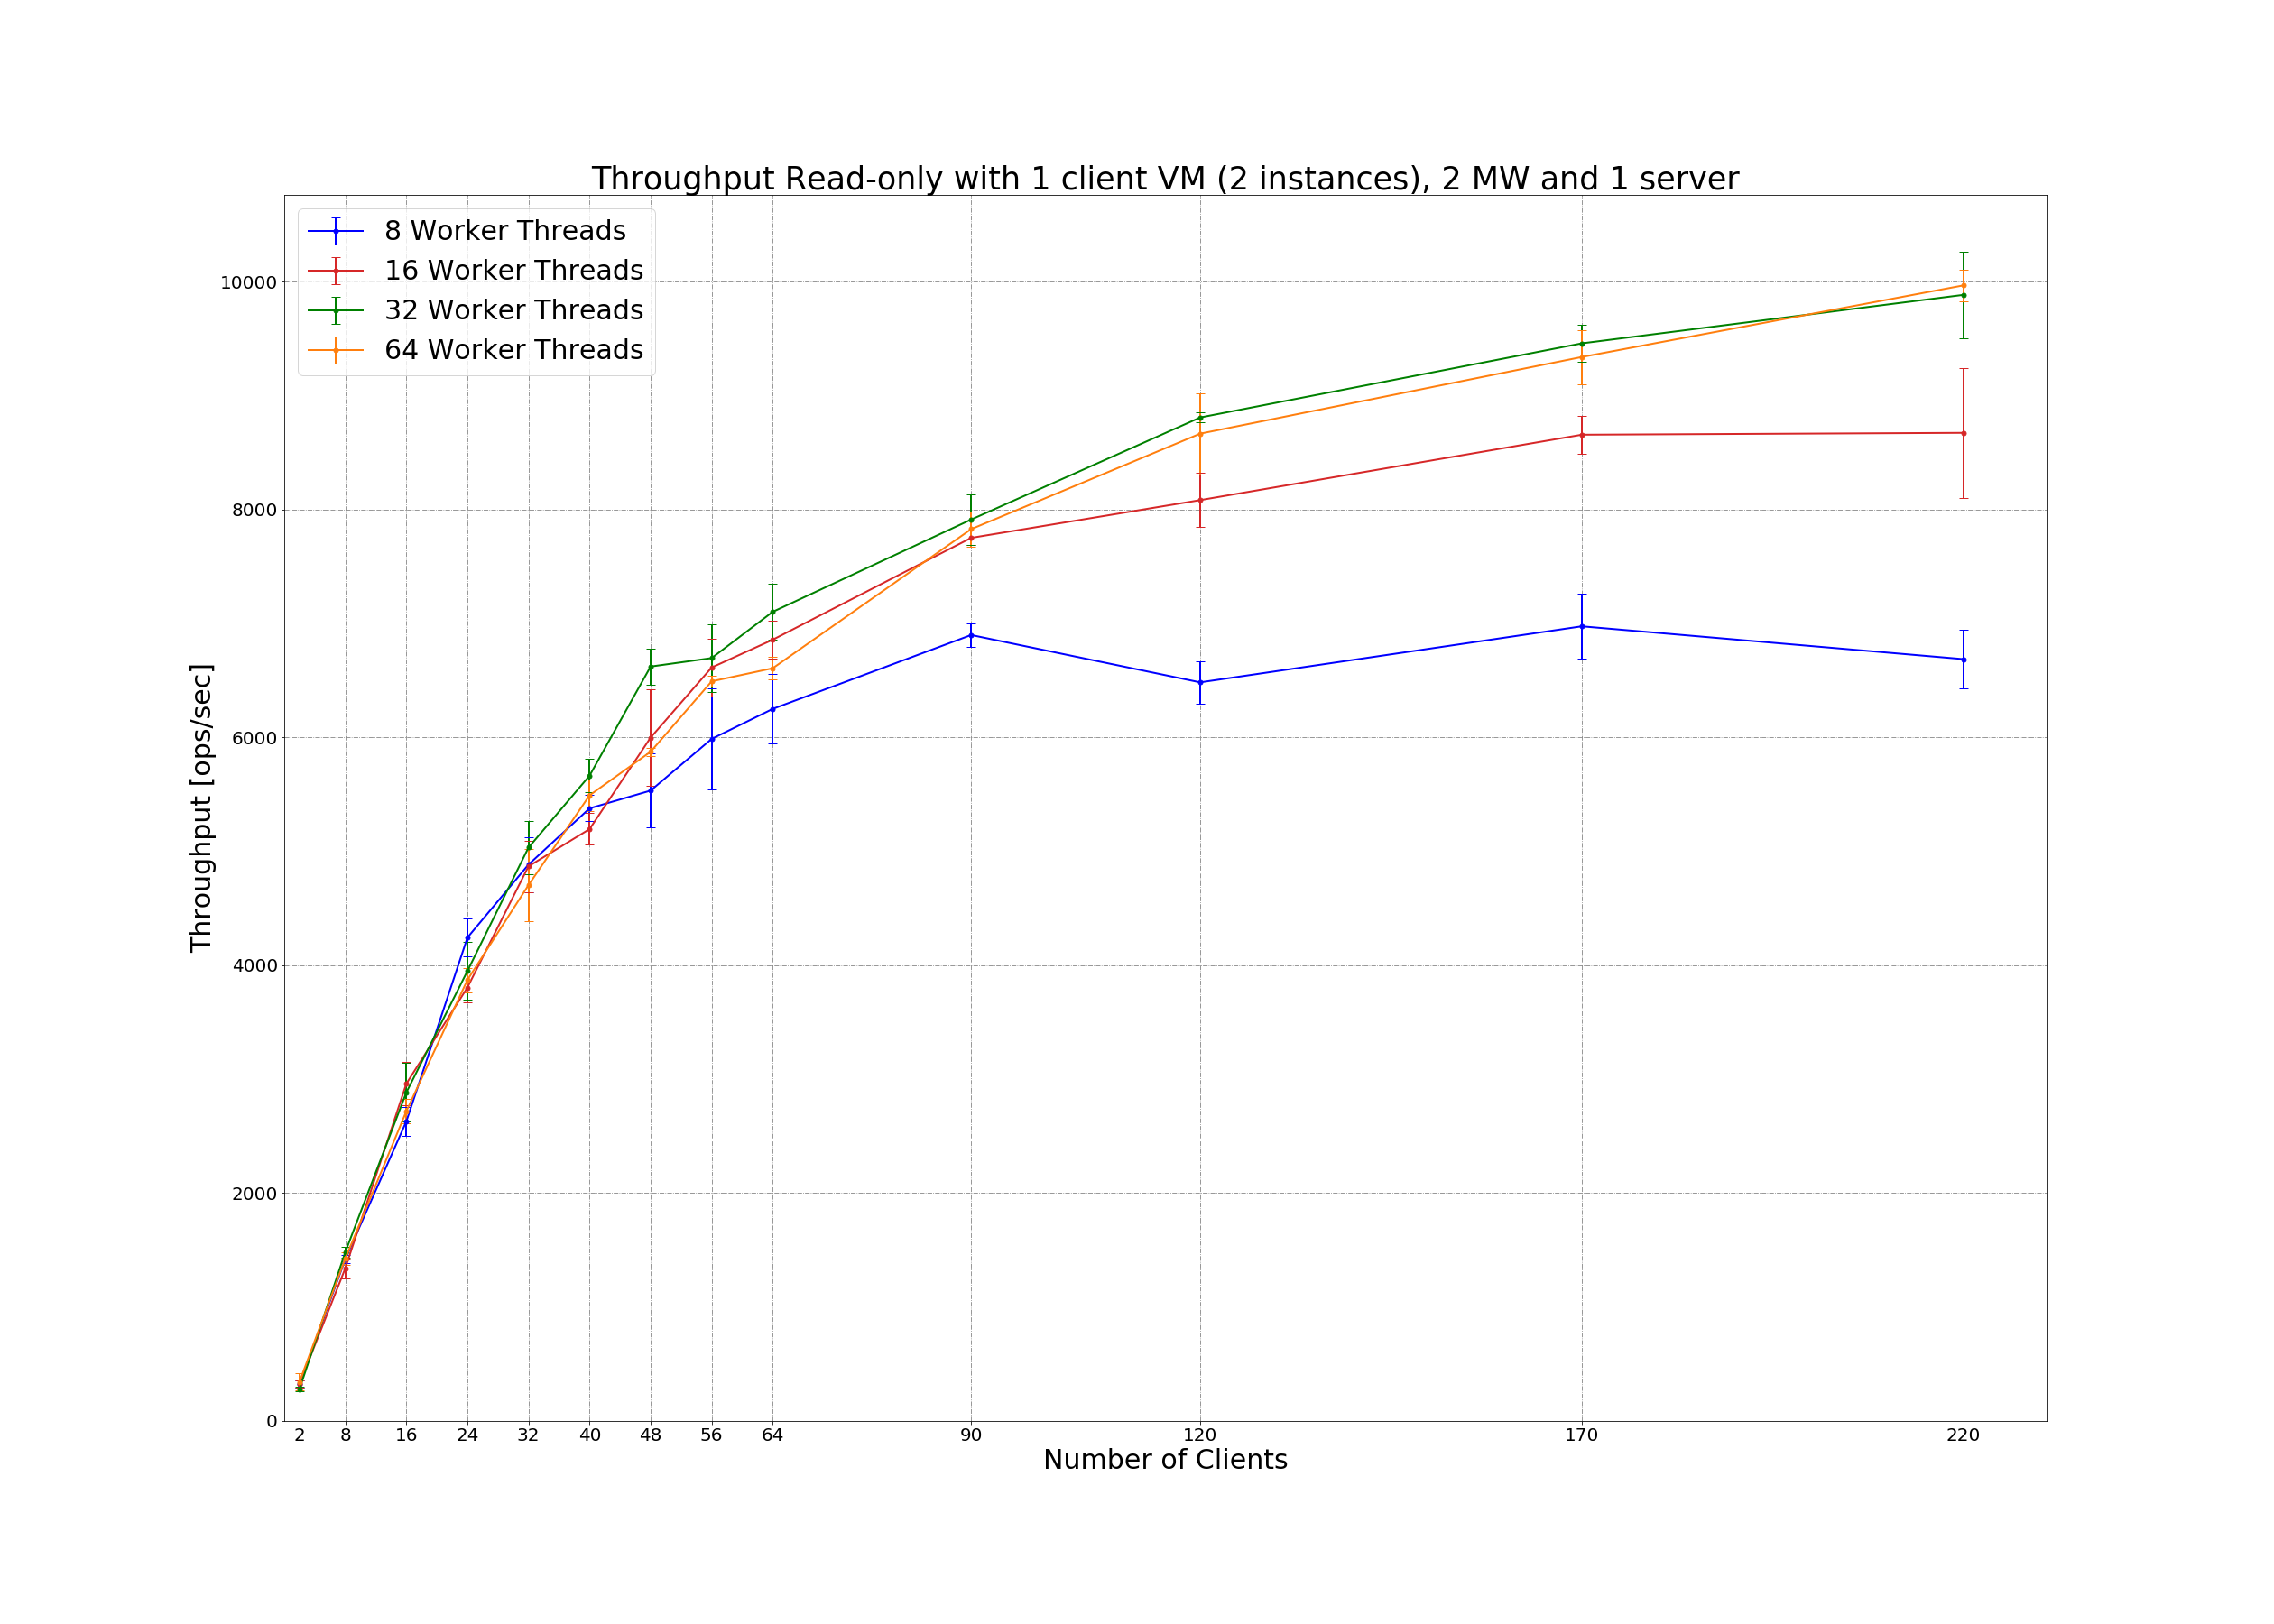 Throughput Read-only with 1 client VM (2 instances), 2 MW and 1 server
8 Worker Threads
16 Worker Threads
32 Worker Threads
64 Worker Threads
Throughput [ops/sec]
10000
8000
6000
4000
2000
0
2 8 16 24 32 40 48 56 64 90 120 170 220
Number of Clients